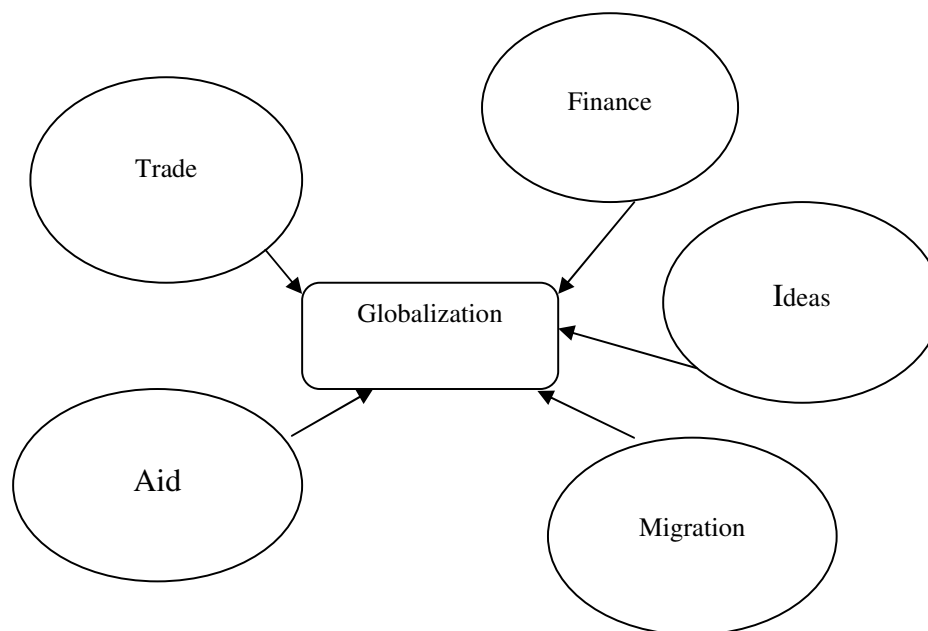 Finance
Trade
Ideas
Globalization
Aid
Migration